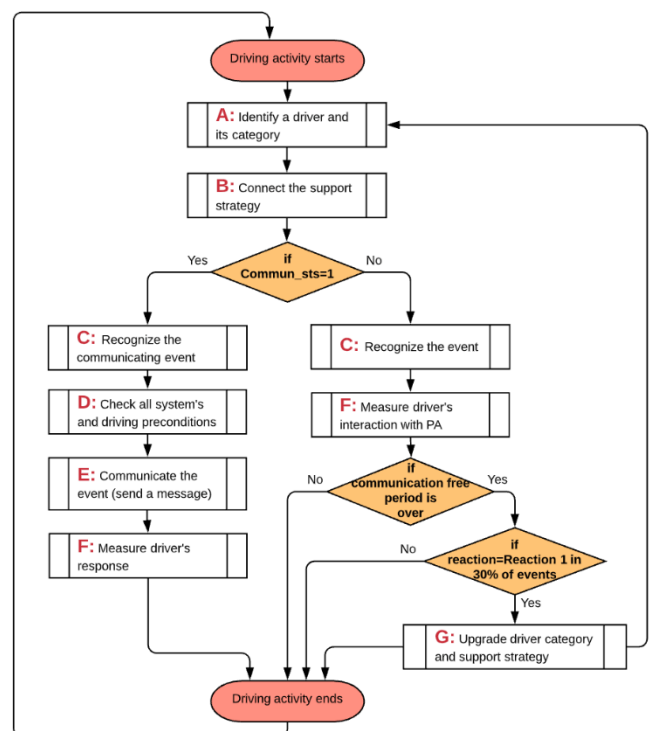 Driving activity starts
A: Identify a driver and
its category
B: Connect the support
strategy
if
Commun_sts=1
Yes
No
C: Recognize the
communicating event
D: Check all system's
and driving preconditions
E: Communicate the
event (send a message)
F: Measure driver's
response
C: Recognize the event
F: Measure driver's
interaction with PA
if
communication free
period is
over
No
Yes
if
reaction=Reaction 1 in
30% of events
No
Yes
G: Upgrade driver category
and support strategy
Driving activity ends